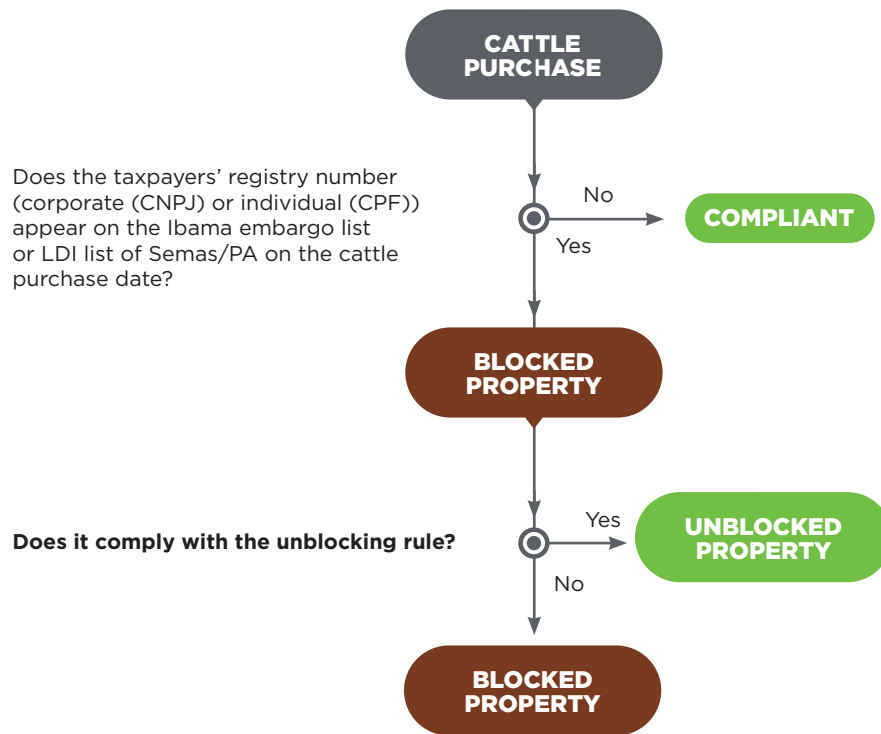 CATTLE
PURCHASE
Does the taxpayers’ registry number
(corporate (CNPJ) or individual (CPF))
appear on the Ibama embargo list
or LDI list of Semas/PA on the cattle
purchase date?
No
COMPLIANT
Yes
BLOCKED
PROPERTY
Does it comply with the unblocking rule?
Yes
UNBLOCKED
PROPERTY
No
BLOCKED
PROPERTY